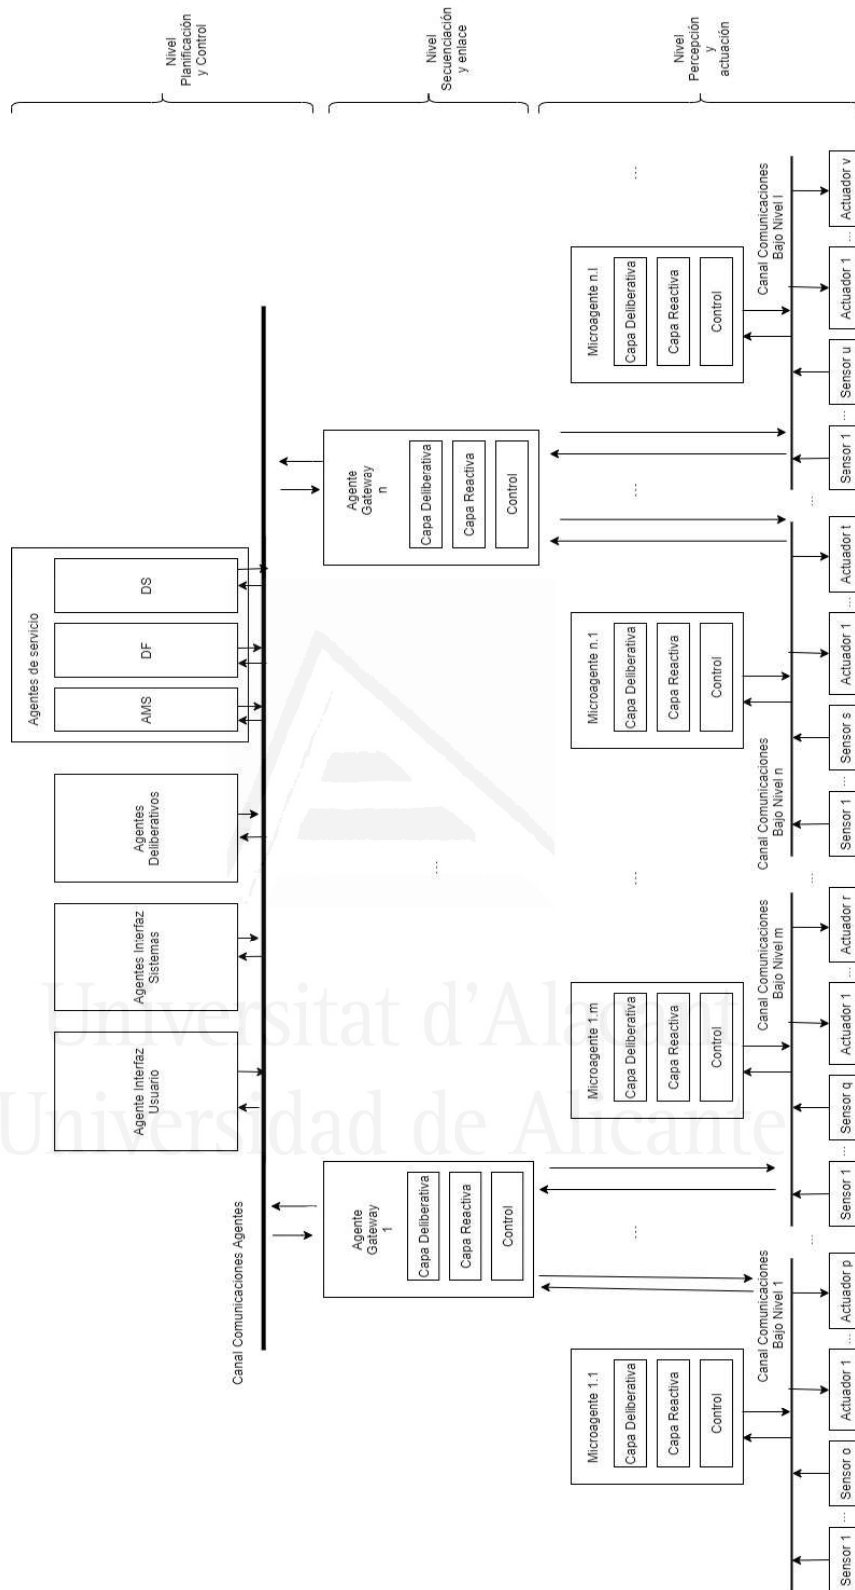 Agente Interfaz
Usuario
Agentes Interfaz
Sistemas
Agentes
Deliberativos
Agentes de servicio
AMS
DF
DS
Nivel
Planificación
y Control
Canal Comunicaciones Agentes
Agente
Gateway
1
Capa Deliberativa
Capa Reactiva
Control
...
Agente
Gateway
n
Capa Deliberativa
Capa Reactiva
Control
Nivel
Secuenciación
y enlace
Microagente 1.1
Capa Deliberativa
Capa Reactiva
Control
...
Microagente 1.m
Capa Deliberativa
Capa Reactiva
Control
...
Microagente n.1
Capa Deliberativa
Capa Reactiva
Control
...
Microagente n.l
Capa Deliberativa
Capa Reactiva
Control
...
Nivel
Percepción
y
actuación
Canal Comunicaciones
Bajo Nivel 1
Canal Comunicaciones
Bajo Nivel m
Canal Comunicaciones
Bajo Nivel n
Canal Comunicaciones
Bajo Nivel l
...
...
...
Sensor 1
...
Sensor o
Actuador 1
...
Actuador p
Sensor 1
...
Sensor q
Actuador 1
...
Actuador r
Sensor 1
...
Sensor s
Actuador 1
...
Actuador t
Sensor 1
...
Sensor u
Actuador 1
...
Actuador v
Universitat d'Alacant
Universidad de Alicante